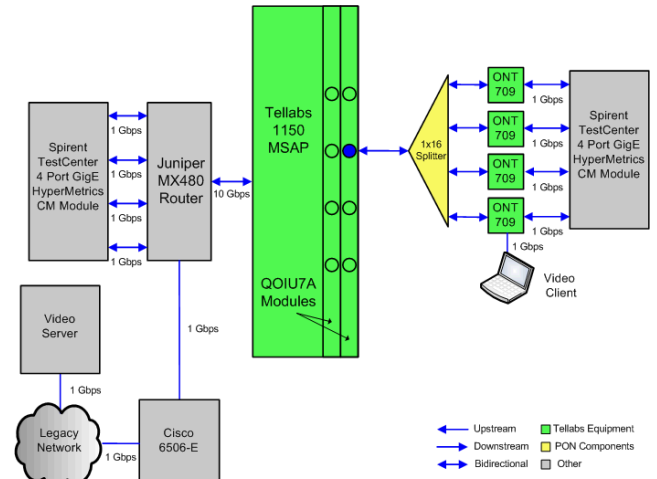 Spirent
TestCenter
4 Port GigE
HyperMetrics
CM Module
1 Gbps
1 Gbps
1 Gbps
1 Gbps
Juniper
MX480
Router
10 Gbps
Tellabs
1150
MSAP
QOIU7A
Modules
1x16
Splitter
ONT
709
ONT
709
ONT
709
ONT
709
1 Gbps
1 Gbps
1 Gbps
1 Gbps
Spirent
TestCenter
4 Port GigE
HyperMetrics
CM Module
1 Gbps
Video
Client
Video
Server
1 Gbps
1 Gbps
Legacy
Network
1 Gbps
Cisco
6506-E
Upstream
Downstream
Bidirectional
Tellabs Equipment
PON Components
Other